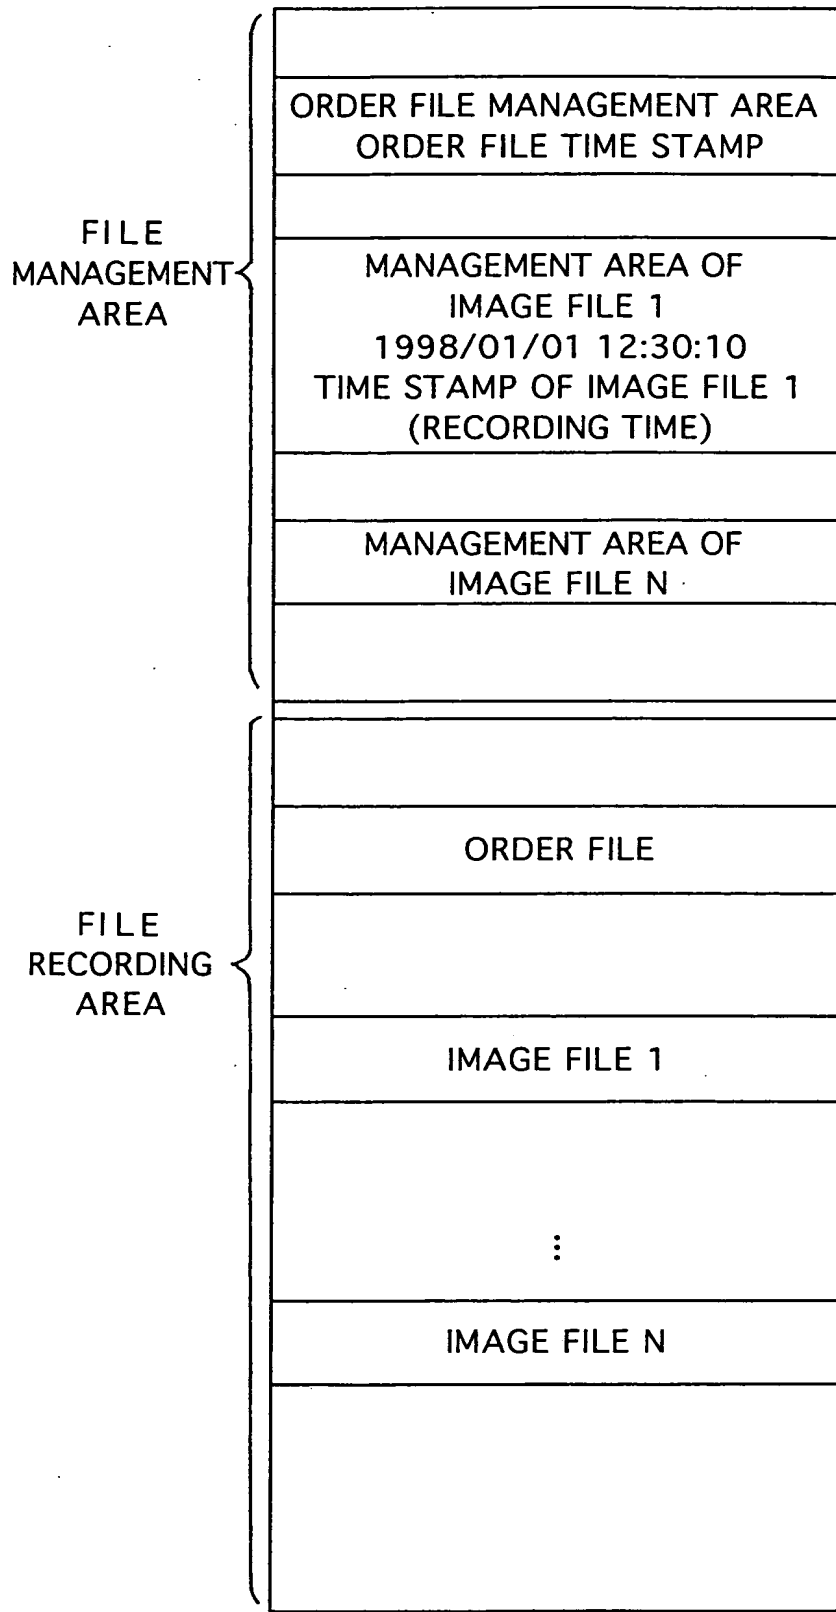 ORDER FILE MANAGEMENT AREA
ORDER FILE TIME STAMP
FILE
MANAGEMENT
AREA
MANAGEMENT AREA OF
IMAGE FILE 1
1998/01/01 12:30:10
TIME STAMP OF IMAGE FILE 1
(RECORDING TIME)
MANAGEMENT AREA OF
IMAGE FILE N
ORDER FILE
FILE
RECORDING
AREA
IMAGE FILE 1
⋮
IMAGE FILE N